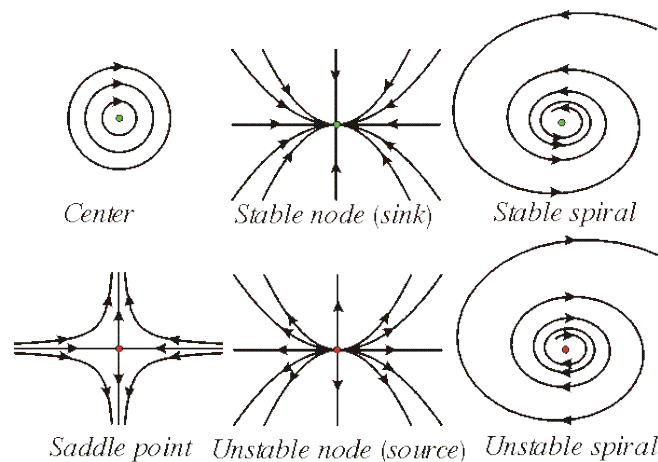 Center
Stable node (sink)
Stable spiral
Saddle point
Unstable node (source)
Unstable spiral